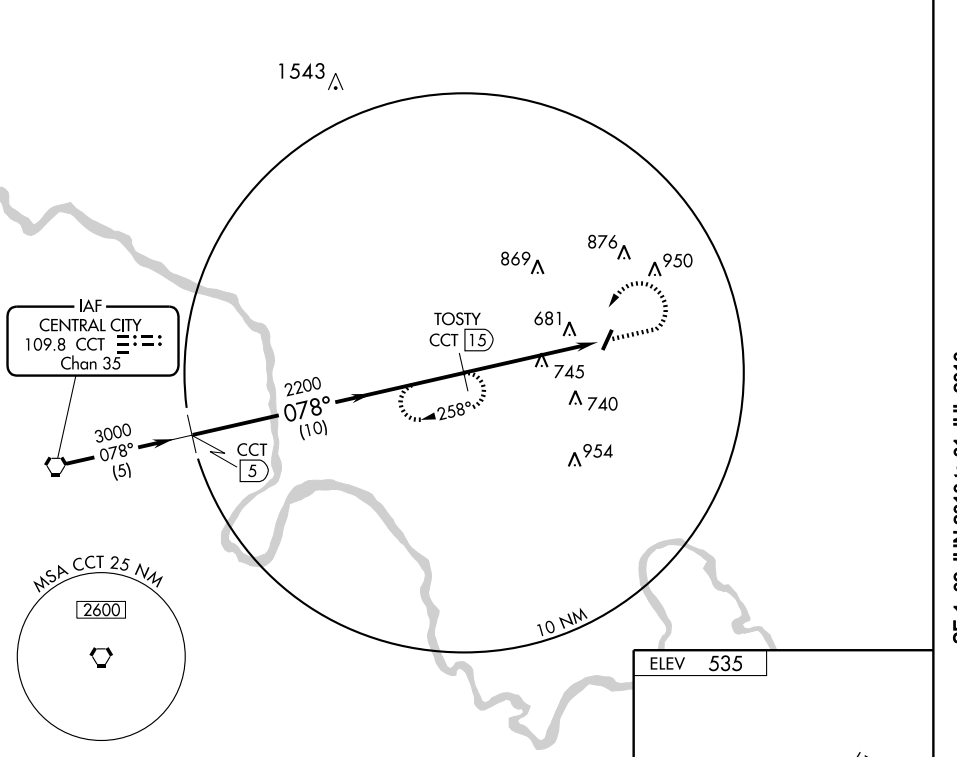 1543
876
869
950
IAF
CENTRAL CITY
109.8 CCT
Chan 35
TOSTY
CCT 15
681
745
2200
078°
(10)
258°
740
3000
078°
(5)
CCT
5
954
MSA CCT 25 NM
2600
10 NM
ELEV 535